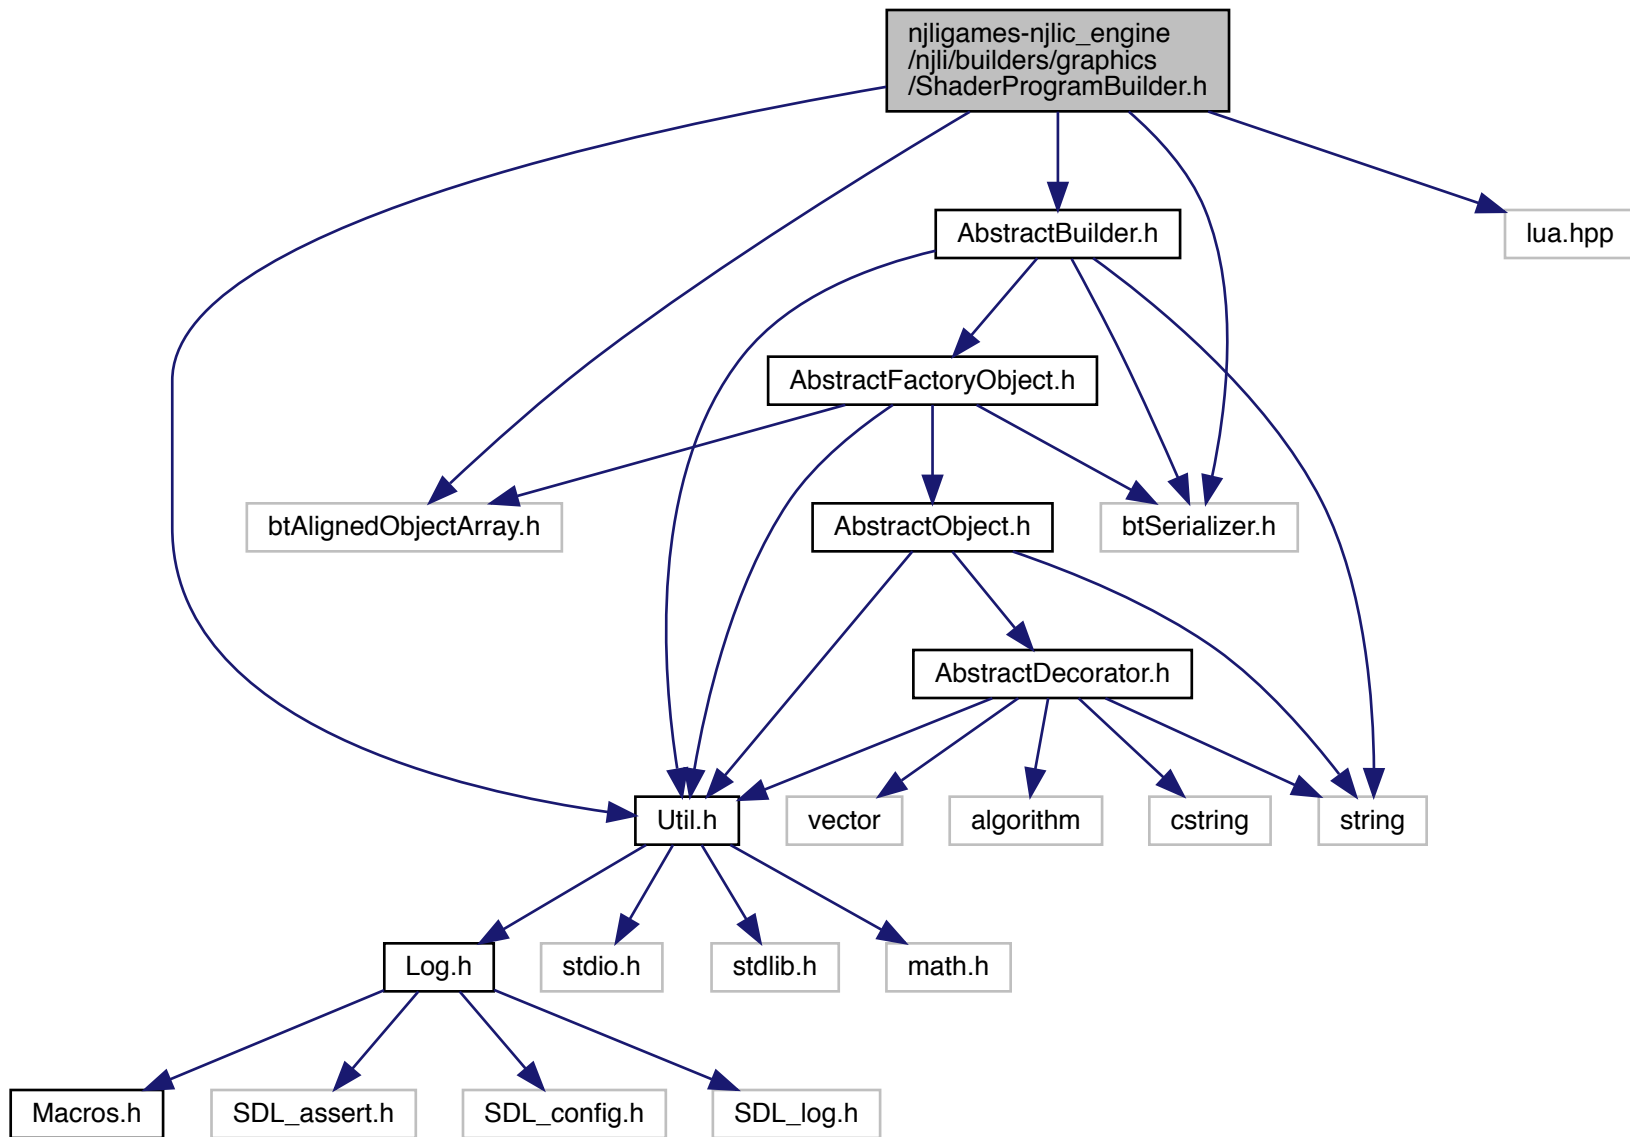 njligames-njlic_engine
/njli/builders/graphics
/ShaderProgramBuilder.h
AbstractBuilder.h
lua.hpp
AbstractFactoryObject.h
btAlignedObjectArray.h
AbstractObject.h
btSerializer.h
AbstractDecorator.h
Util.h
vector
algorithm
cstring
string
Log.h
stdio.h
stdlib.h
math.h
Macros.h
SDL_assert.h
SDL_config.h
SDL_log.h